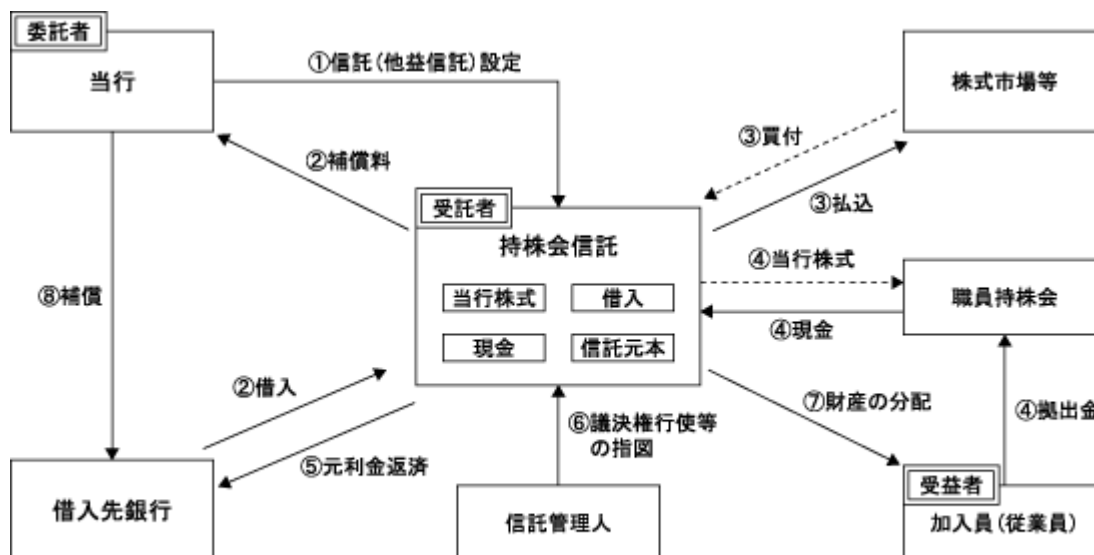 委託者
当行
①信託(他益信託)設定
株式市場等
②補償料
③買付
③払込
受託者
持株会信託
当行株式
借入
現金
信託元本
④当行株式
職員持株会
④現金
⑧補償
②借入
⑤元利金返済
⑥議決権行使等
の指図
⑦財産の分配
④拠出金
借入先銀行
信託管理人
受益者
加入員(従業員)